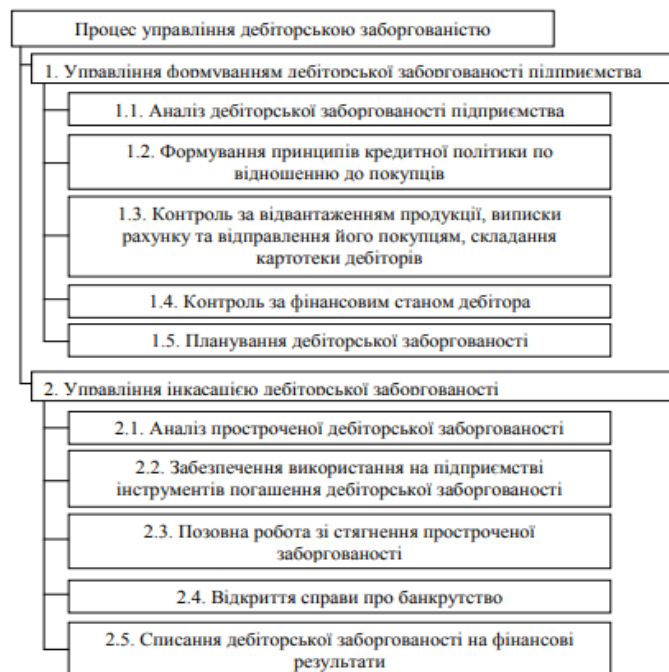 Процес управління дебіторською заборгованістю
1. Управління формуванням дебіторської заборгованості підприємства
1.1. Аналіз дебіторської заборгованості підприємства
1.2. Формування принципів кредитної політики по
відношенню до покупців
1.3. Контроль за відвантаженням продукції, виписки
рахунку та відправлення його покупцям, складання
картотеки дебіторів
1.4. Контроль за фінансовим станом дебітора
1.5. Планування дебіторської заборгованості
2. Управління інкасацією дебіторської заборгованості
2.1. Аналіз простроченої дебіторської заборгованості
2.2. Забезпечення використання на підприємстві
інструментів погашення дебіторської заборгованості
2.3. Позовна робота зі стягнення простроченої
заборгованості
2.4. Відкриття справи про банкрутство
2.5. Списання дебіторської заборгованості на фінансові
результати